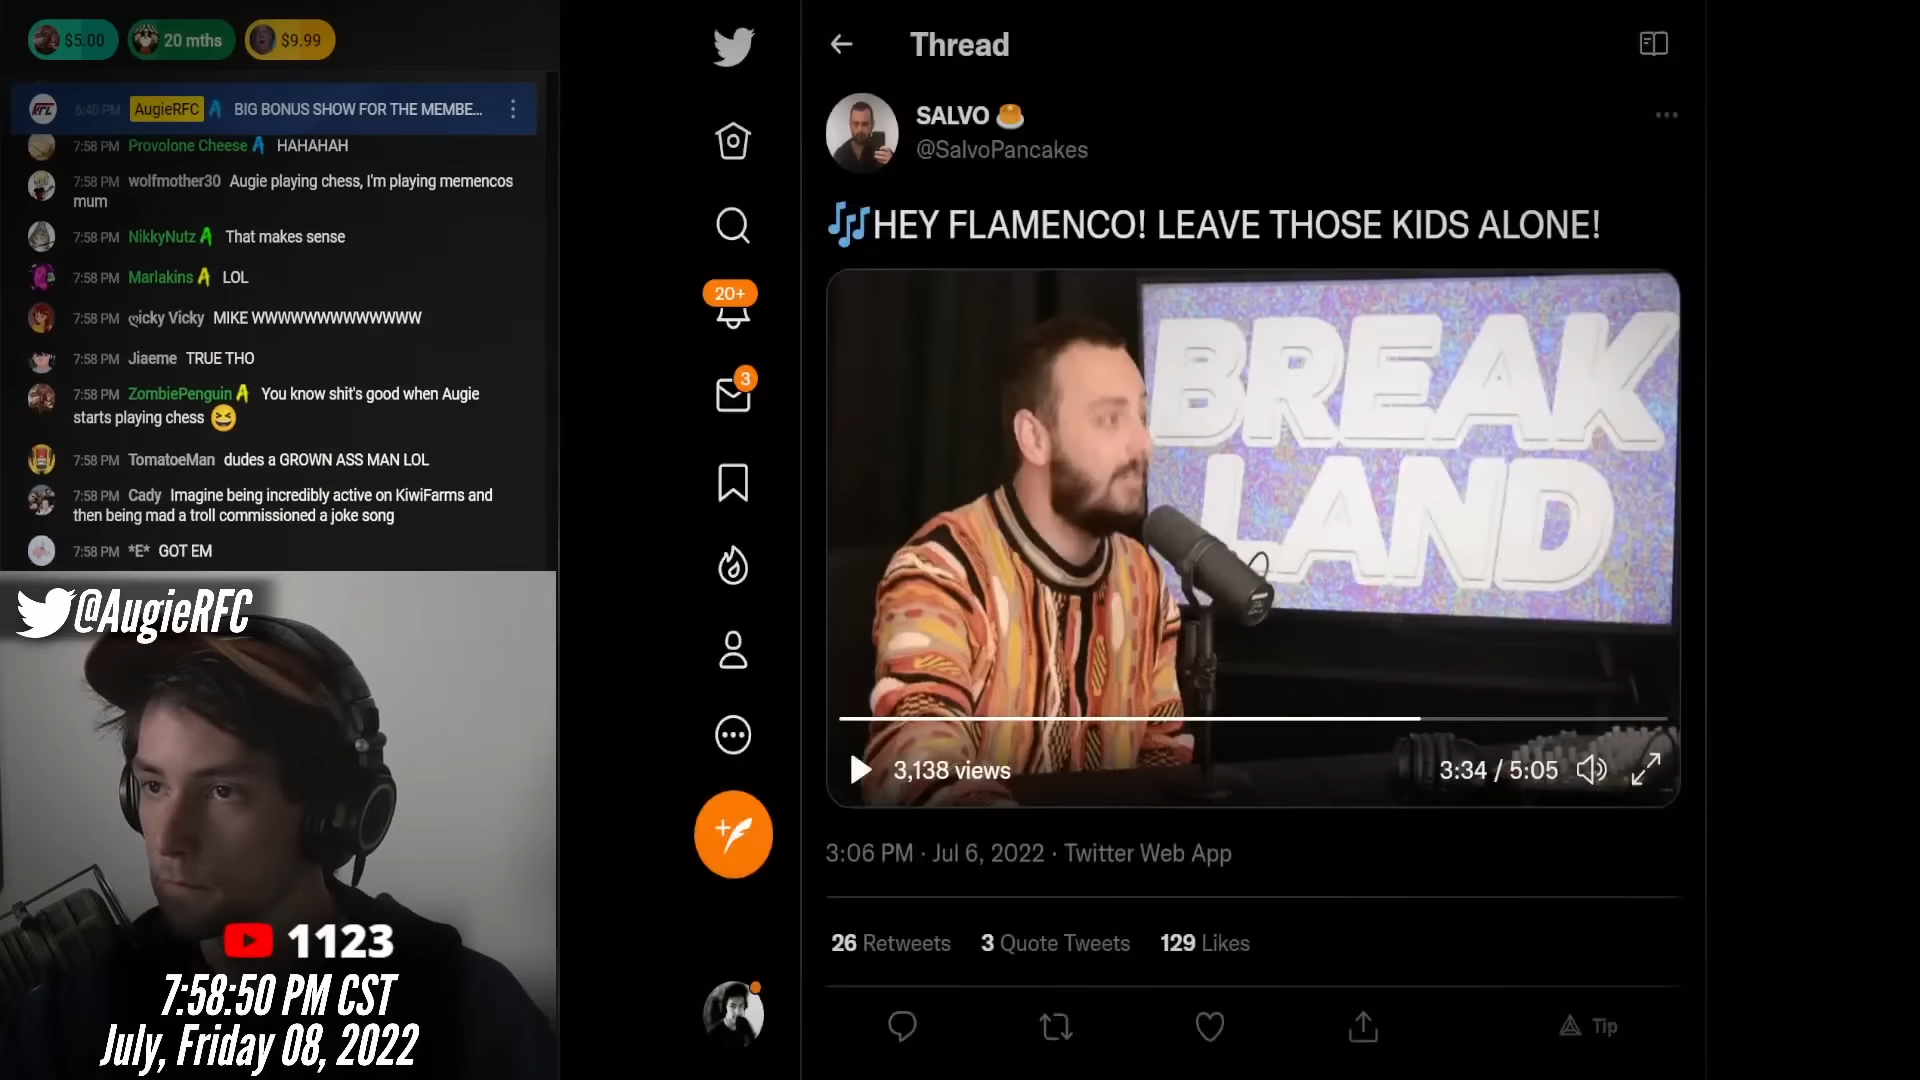 $5.00
20 mths
$9.99
6:40 PM AugieRFC BIG BONUS SHOW FOR THE MEMBE...
7:58 PM Provolone Cheese HAHAHAH
7:58 PM wolfmother30 Augie playing chess, I'm playing memencos
mum
7:58 PM NikkyNutz That makes sense
7:58 PM Marlakins LOL
7:58 PM ღicky Vicky MIKE WWWWWWWWWWWWW
7:58 PM Jiaeme TRUE THO
7:58 PM ZombiePenguin You know shit's good when Augie
starts playing chess 😆
7:58 PM TomatoeMan dudes a GROWN ASS MAN LOL
7:58 PM Cady Imagine being incredibly active on KiwiFarms and
then being mad a troll commissioned a joke song
7:58 PM *E* GOT EM
@AugieRFC
1123
7:58:50 PM CST
July, Friday 08, 2022
20+
3
Thread
SALVO 🥞
@SalvoPancakes
🎶HEY FLAMENCO! LEAVE THOSE KIDS ALONE!
BREAK
LAND
3,138 views
3:34 / 5:05
3:06 PM · Jul 6, 2022 · Twitter Web App
26 Retweets 3 Quote Tweets 129 Likes
Tip